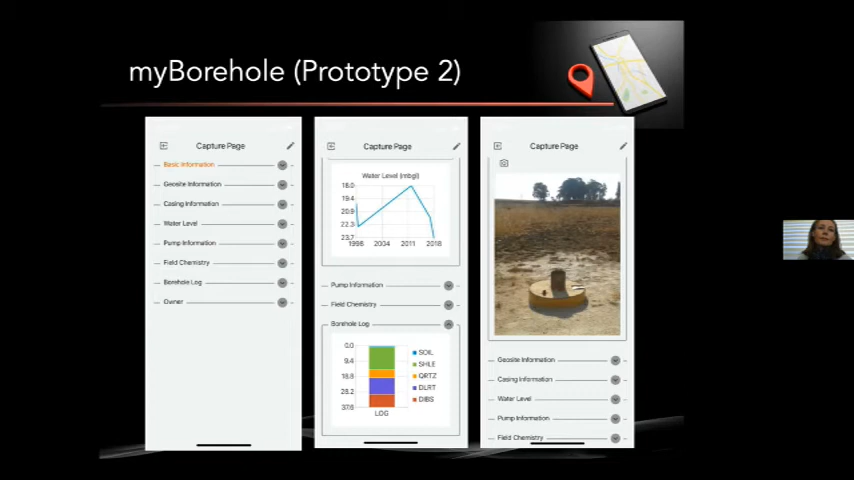 myBorehole (Prototype 2)
Capture Page
Basic Information
Geosite Information
Casing Information
Water Level
Pump Information
Field Chemistry
Borehole Log
Owner
Capture Page
Water Level (mbgl)
18.0
19.4
20.9
22.3
23.7
1996 2004 2011 2018
Pump Information
Field Chemistry
Borehole Log
0.0
9.4
18.8
28.2
37.6
LOG
SOIL
SHLE
QRTZ
DLRT
DIBS
Capture Page
Geosite Information
Casing Information
Water Level
Pump Information
Field Chemistry